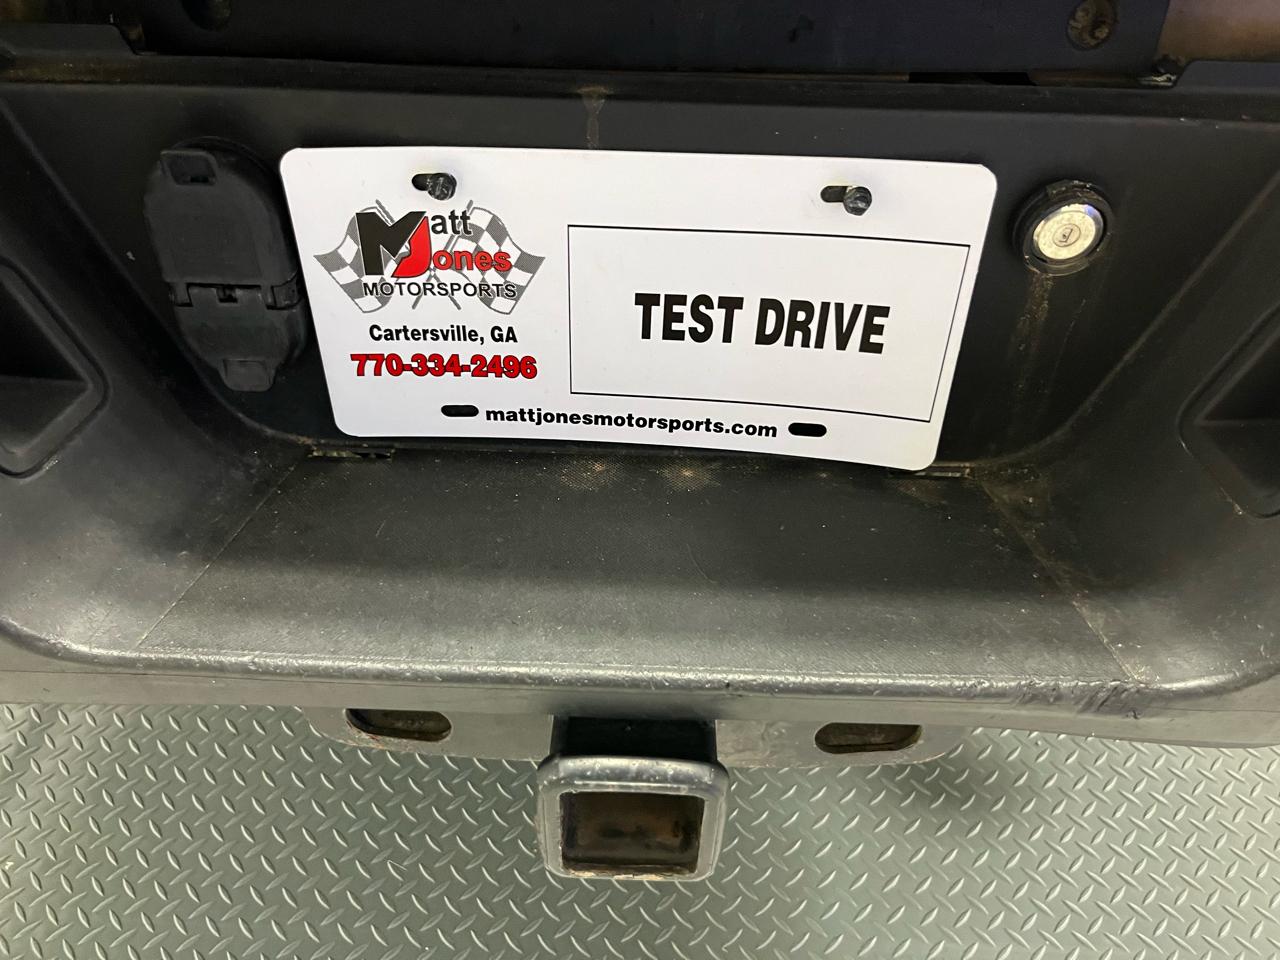 Matt
Jones
MOTORSPORTS
Cartersville, GA
770-334-2496
TEST DRIVE
mattjonesmotorsports.com